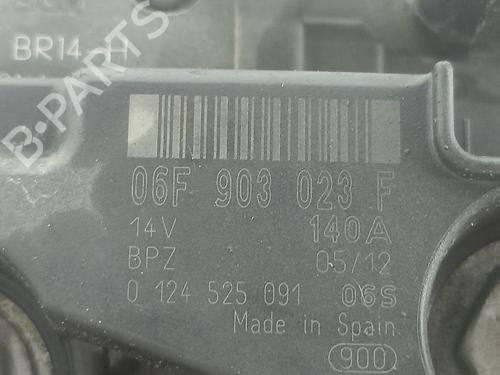 BR14-H
B-PARTS
06F 903 023 F
14V 140A
BPZ 05/12
0 124 525 091 06S
Made in Spain
900